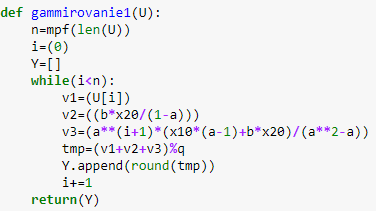 def gammirovanie1(U):
    n=mpf(len(U))
    i=(0)
    Y=[]
    while(i<n):
        v1=(U[i])
        v2=((b*x20/(1-a)))
        v3=(a**(i+1)*(x10*(a-1)+b*x20)/(a**2-a))
        tmp=(v1+v2+v3)%q
        Y.append(round(tmp))
        i+=1
    return(Y)